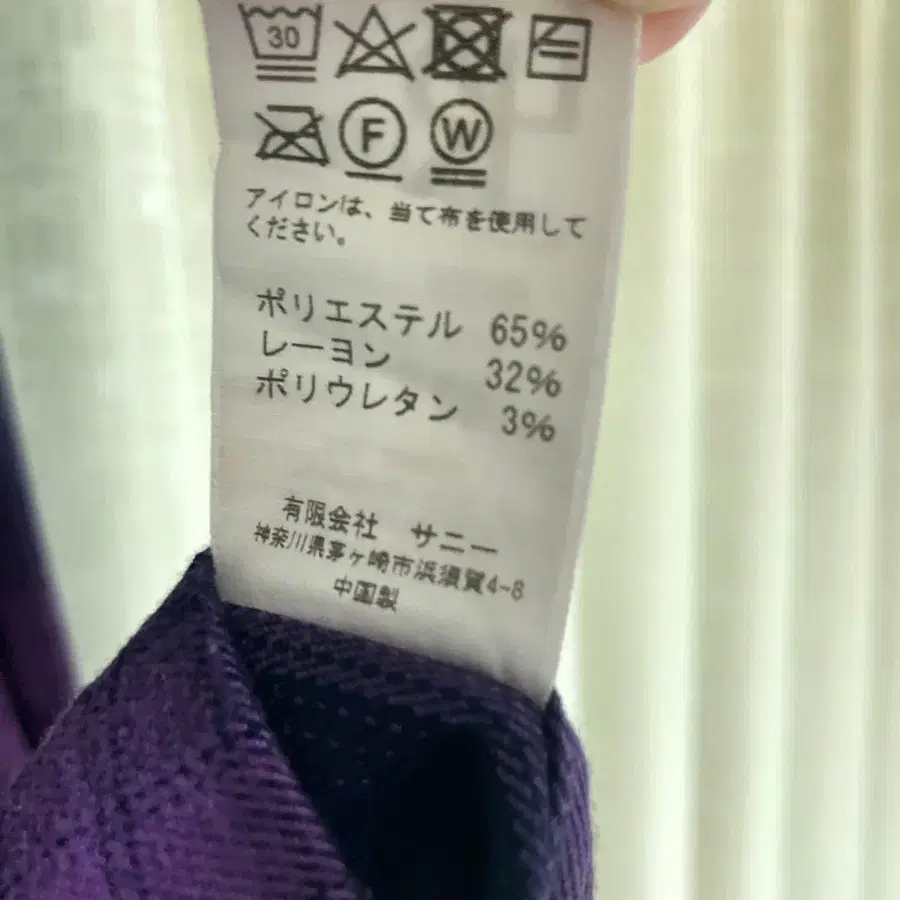 30
F W
アイロンは、当て布を使用して
ください。
ポリエステル 65%
レーヨン 32%
ポリウレタン 3%
有限会社 サニー
神奈川県茅ヶ崎市浜須賀4-8
中国製